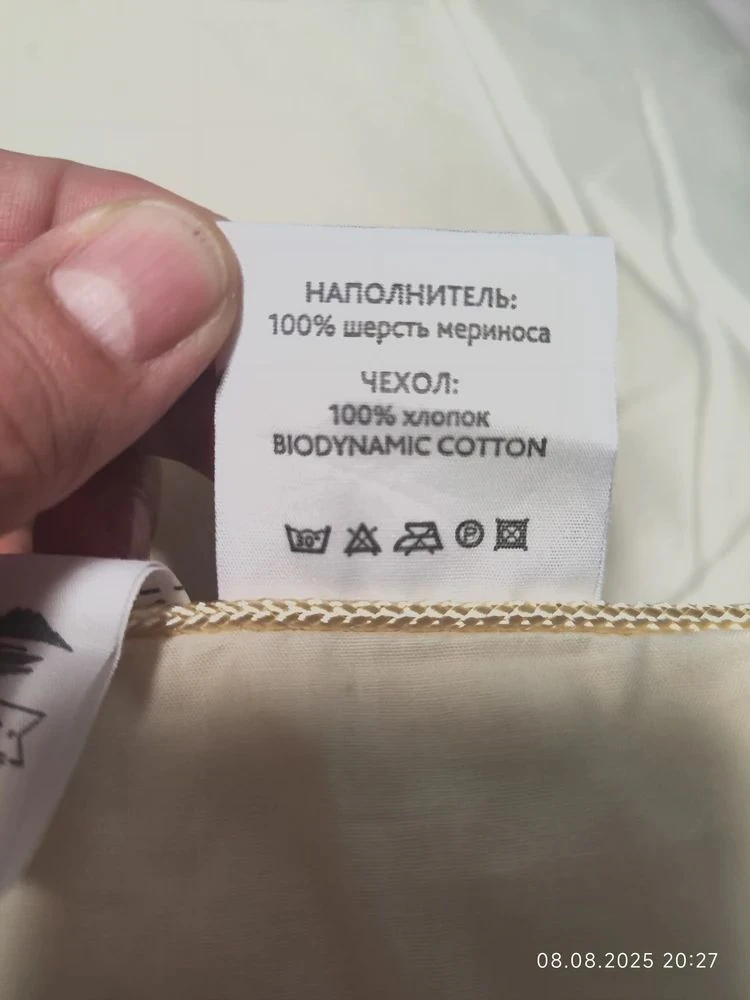 НАПОЛНИТЕЛЬ:
100% шерсть мериноса
ЧЕХОЛ:
100% хлопок
BIODYNAMIC COTTON
30°
P
08.08.2025 20:27